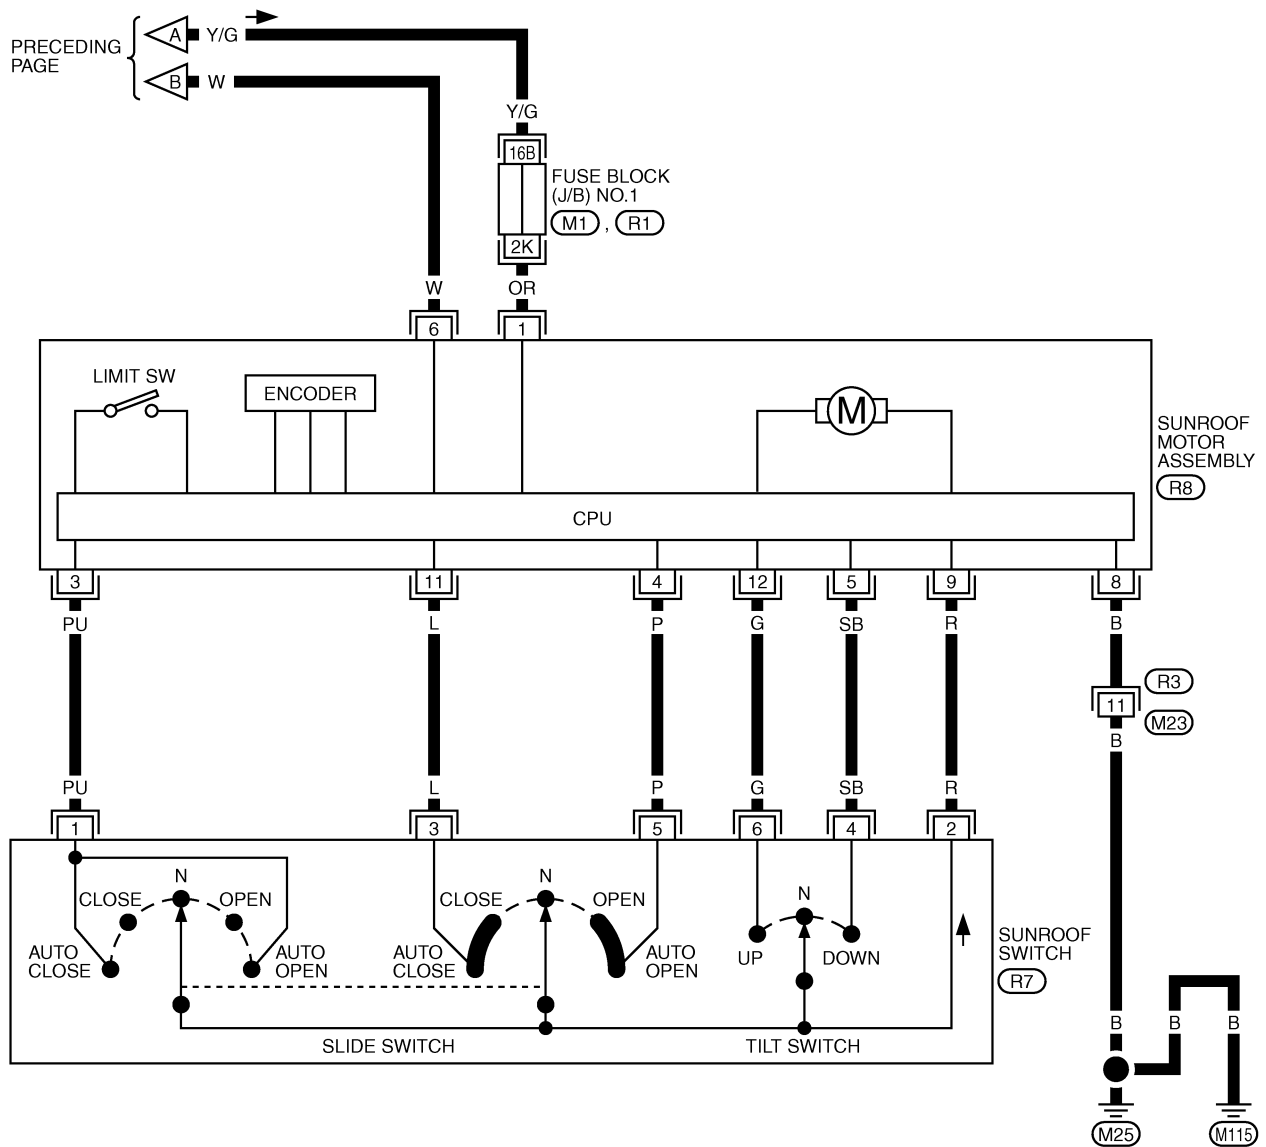 PRECEDING
PAGE
A
Y/G
B
W
Y/G
16B
FUSE BLOCK
(J/B) NO.1
M1 , R1
2K
W
OR
6
1
LIMIT SW
ENCODER
M
SUNROOF
MOTOR
ASSEMBLY
R8
CPU
3
11
4
12
5
9
8
PU
L
P
G
SB
R
B
R3
11
M23
B
PU
L
P
G
SB
R
1
3
5
6
4
2
N
CLOSE
OPEN
AUTO
CLOSE
AUTO
OPEN
N
CLOSE
OPEN
AUTO
CLOSE
AUTO
OPEN
N
UP
DOWN
SUNROOF
SWITCH
R7
SLIDE SWITCH
TILT SWITCH
B
B
B
M25
M115